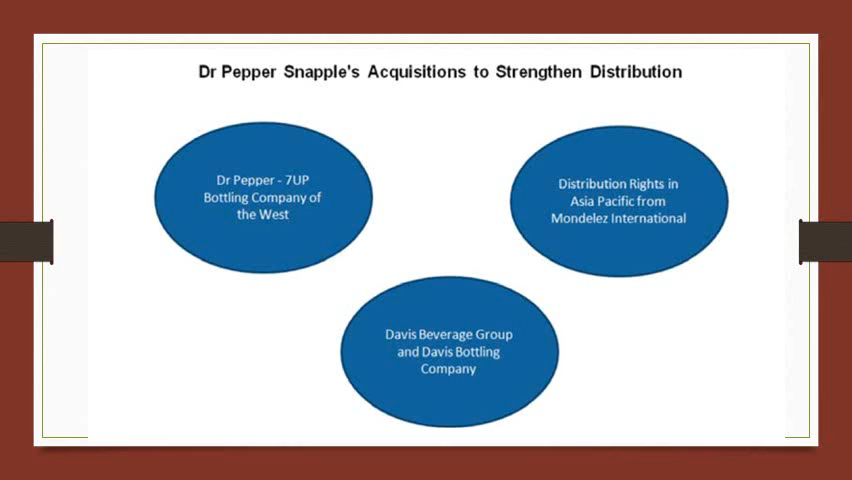 Dr Pepper Snapple's Acquisitions to Strengthen Distribution
Dr Pepper - 7UP
Bottling Company of
the West
Distribution Rights in
Asia Pacific from
Mondelez International
Davis Beverage Group
and Davis Bottling
Company